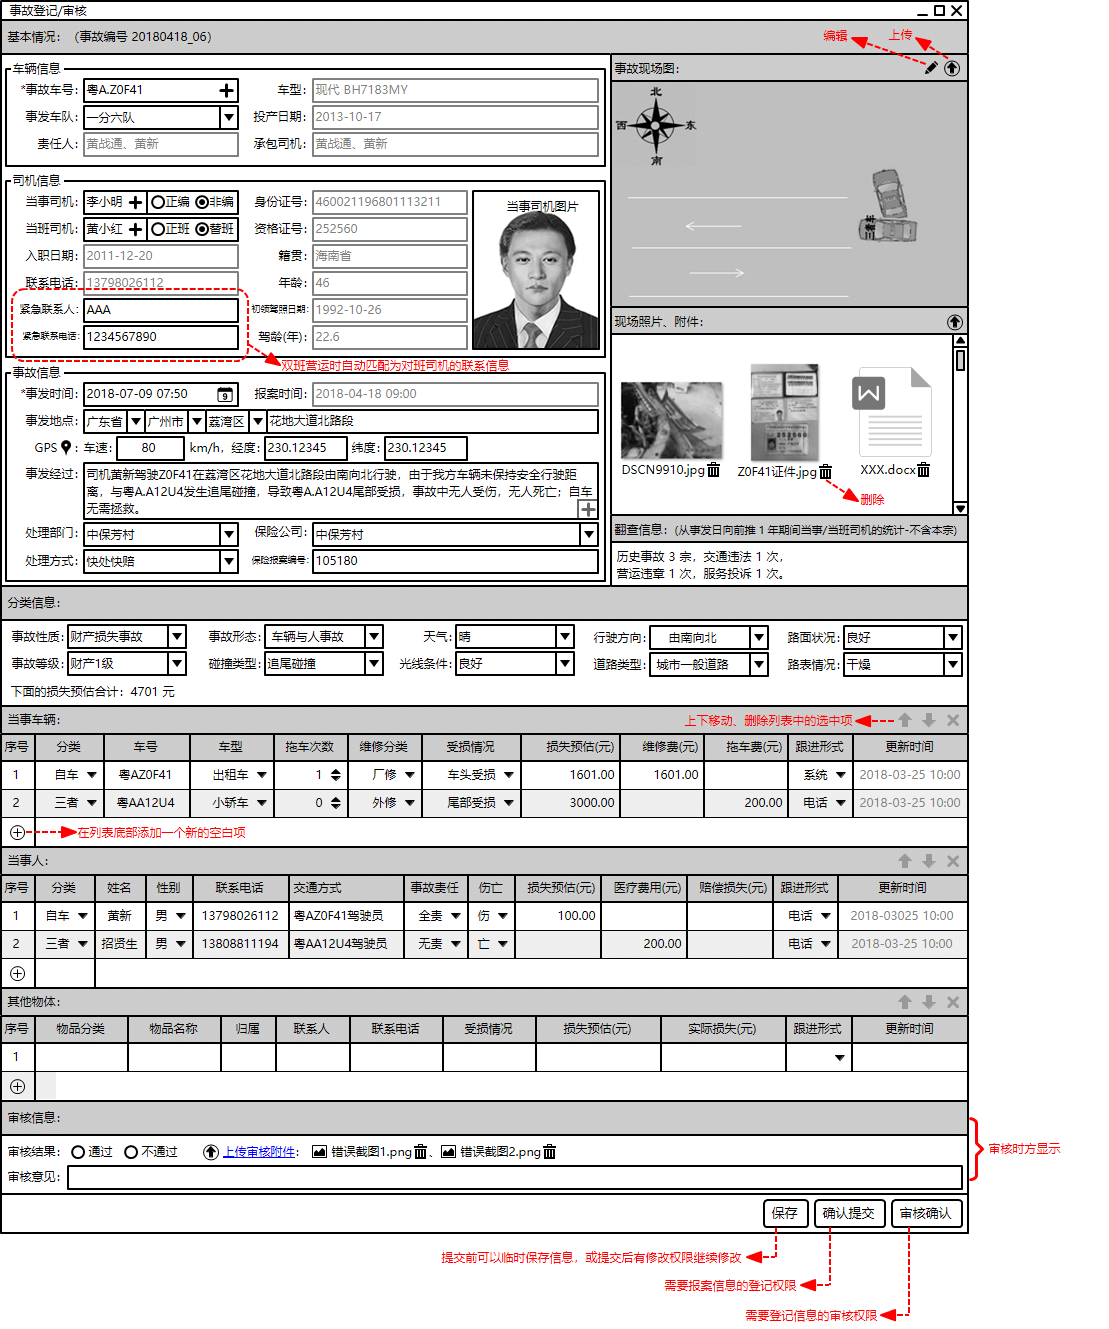 事故登记/审核
基本情况：（事故编号 20180418_06）
编辑
上传
车辆信息
*事故车号：粤A.Z0F41
车型：现代 BH7183MY
事发车队：一分六队
投产日期：2013-10-17
责任人：黄战通、黄新
承包司机：黄战通、黄新
司机信息
当事司机：李小明 正编 非编
身份证号：460021196801113211
当班司机：黄小红 正班 替班
资格证号：252560
入职日期：2011-12-20
籍贯：海南省
联系电话：13798026112
年龄：46
紧急联系人：AAA
初领驾照日期：1992-10-26
紧急联系电话：1234567890
驾龄(年)：22.6
当事司机图片
双班营运时自动匹配为对班司机的联系信息
事故信息
*事发时间：2018-07-09 07:50
9
报案时间：2018-04-18 09:00
事发地点：广东省 广州市 荔湾区 花地大道北路段
GPS ：车速：80 km/h，经度：230.12345 纬度：230.12345
事发经过：司机黄新驾驶Z0F41在荔湾区花地大道北路段由南向北行驶，由于我方车辆未保持安全行驶距
离，与粤A.A12U4发生追尾碰撞，导致粤A.A12U4尾部受损，事故中无人受伤，无人死亡；自车
无需拯救。
处理部门：中保芳村
保险公司：中保芳村
处理方式：快处快赔
保险报案编号：105180
事故现场图：
北
西 东
南
三者车
现场照片、附件：
W
DSCN9910.jpg
Z0F41证件.jpg
XXX.docx
删除
翻查信息：(从事发日向前推 1 年期间当事/当班司机的统计-不含本宗)
历史事故 3 宗，交通违法 1 次，
营运违章 1 次，服务投诉 1 次。
分类信息：
事故性质：财产损失事故 事故形态：车辆与人事故 天气：晴 行驶方向：由南向北 路面状况：良好
事故等级：财产1级 碰撞类型：追尾碰撞 光线条件：良好 道路类型：城市一般道路 路表情况：干燥
下面的损失预估合计：4701 元
当事车辆：
上下移动、删除列表中的选中项
序号 分类 车号 车型 拖车次数 维修分类 受损情况 损失预估(元) 维修费(元) 拖车费(元) 跟进形式 更新时间
1 自车 粤AZ0F41 出租车 1 厂修 车头受损 1601.00 1601.00 系统 2018-03-25 10:00
2 三者 粤AA12U4 小轿车 0 外修 尾部受损 3000.00 200.00 电话 2018-03-25 10:00
在列表底部添加一个新的空白项
当事人：
序号 分类 姓名 性别 联系电话 交通方式 事故责任 伤亡 损失预估(元) 医疗费用(元) 赔偿损失(元) 跟进形式 更新时间
1 自车 黄新 男 13798026112 粤AZ0F41驾驶员 全责 伤 100.00 电话 2018-03025 10:00
2 三者 招贤生 男 13808811194 粤AA12U4驾驶员 无责 亡 200.00 电话 2018-03-25 10:00
其他物体：
序号 物品分类 物品名称 归属 联系人 联系电话 受损情况 损失预估(元) 实际损失(元) 跟进形式 更新时间
1
审核信息：
审核结果：通过 不通过 上传审核附件：错误截图1.png、错误截图2.png
审核意见：
审核时方显示
保存 确认提交 审核确认
提交前可以临时保存信息，或提交后有修改权限继续修改
需要报案信息的登记权限
需要登记信息的审核权限